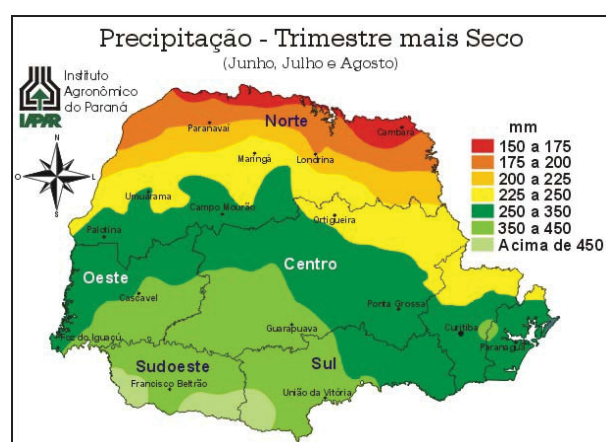 Precipitação - Trimestre mais Seco
(Junho, Julho e Agosto)
IAPAR
Instituto
Agronômico
do Paraná
N
O
L
S
mm
150 a 175
175 a 200
200 a 225
225 a 250
250 a 350
350 a 450
Acima de 450
Paranavaí
Norte
Cambará
Maringá
Londrina
Umuarama
Campo Mourão
Ortigueira
Palotina
Oeste
Centro
Cascavel
Ponta Grossa
Guarapuava
Curitiba
Foz do Iguaçú
Paranaguá
Sudoeste
Sul
Francisco Beltrão
União da Vitória